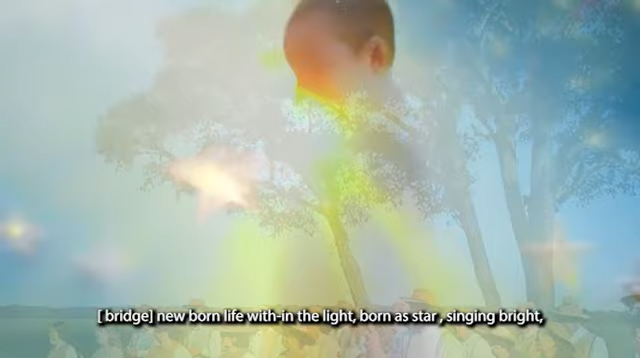 [ bridge] new born life with-in the light, born as star , singing bright,